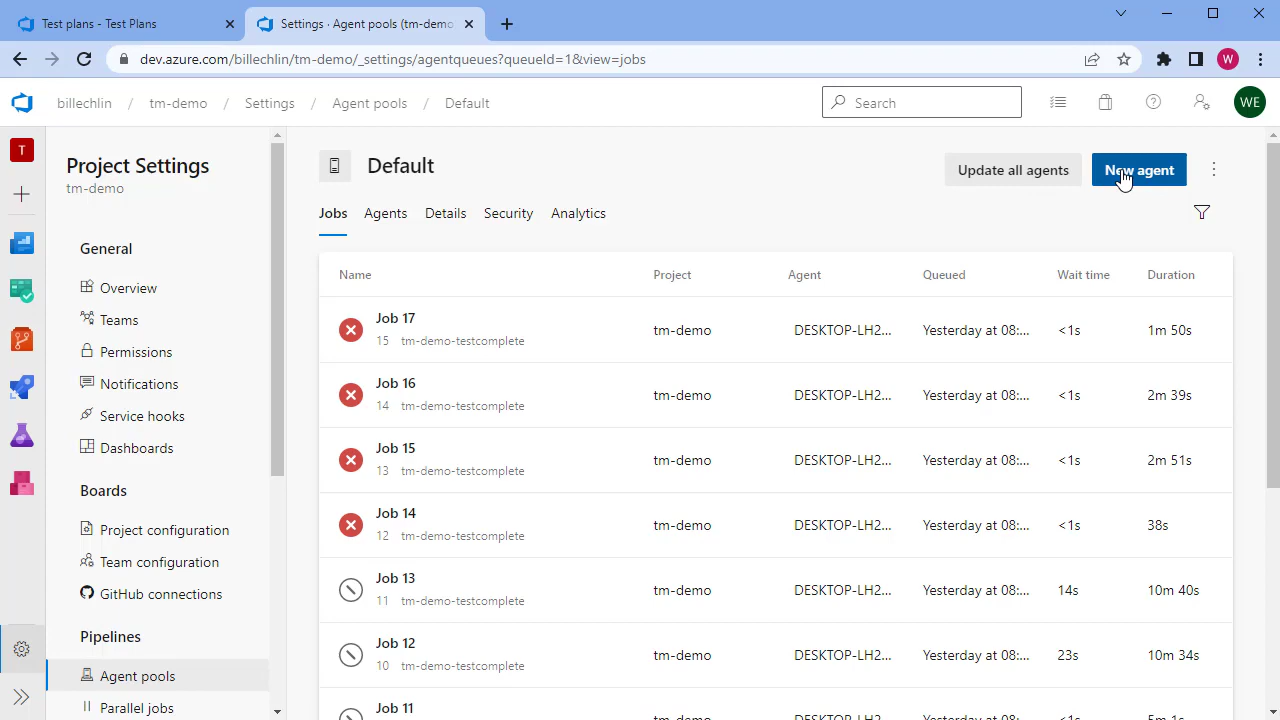 Test plans - Test Plans
Settings · Agent pools (tm-demo
dev.azure.com/billechlin/tm-demo/_settings/agentqueues?queueId=1&view=jobs
W
billechlin / tm-demo / Settings / Agent pools / Default
Search
WE
T
Project Settings
tm-demo
General
Overview
Teams
Permissions
Notifications
Service hooks
Dashboards
Boards
Project configuration
Team configuration
GitHub connections
Pipelines
Agent pools
Parallel jobs
Default
Update all agents
New agent
Jobs Agents Details Security Analytics
Name Project Agent Queued Wait time Duration
Job 17
15 tm-demo-testcomplete
tm-demo DESKTOP-LH2... Yesterday at 08:... <1s 1m 50s
Job 16
14 tm-demo-testcomplete
tm-demo DESKTOP-LH2... Yesterday at 08:... <1s 2m 39s
Job 15
13 tm-demo-testcomplete
tm-demo DESKTOP-LH2... Yesterday at 08:... <1s 2m 51s
Job 14
12 tm-demo-testcomplete
tm-demo DESKTOP-LH2... Yesterday at 08:... <1s 38s
Job 13
11 tm-demo-testcomplete
tm-demo DESKTOP-LH2... Yesterday at 08:... 14s 10m 40s
Job 12
10 tm-demo-testcomplete
tm-demo DESKTOP-LH2... Yesterday at 08:... 23s 10m 34s
Job 11